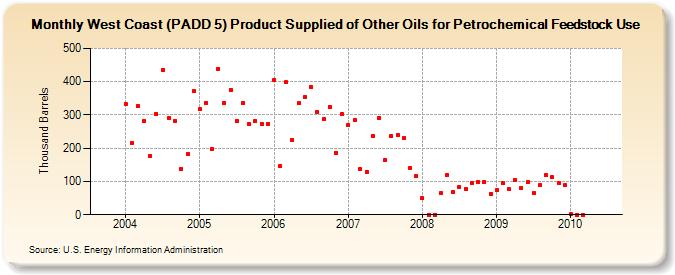 Monthly West Coast (PADD 5) Product Supplied of Other Oils for Petrochemical Feedstock Use
Thousand Barrels
500
400
300
200
100
0
2004 2005 2006 2007 2008 2009 2010
Source: U.S. Energy Information Administration